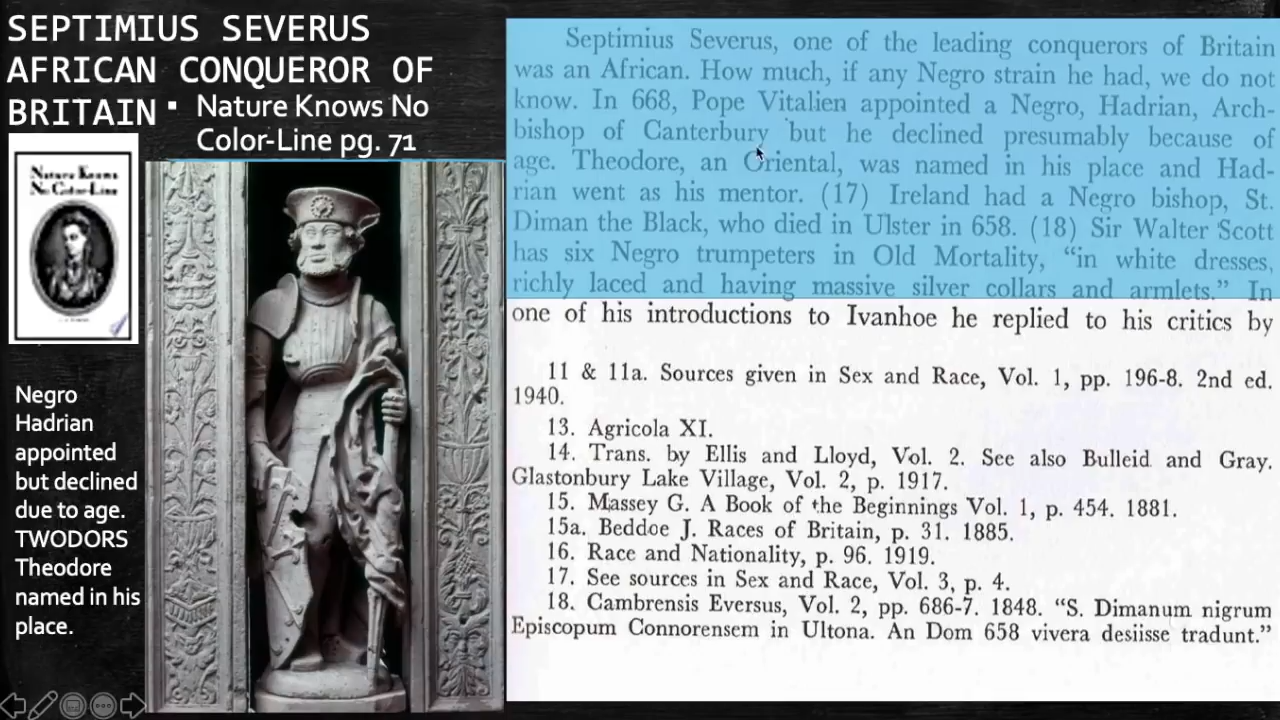 SEPTIMIUS SEVERUS
AFRICAN CONQUEROR OF
BRITAIN
▪ Nature Knows No
Color-Line pg. 71
Nature Knows
No Color-Line
Negro
Hadrian
appointed
but declined
due to age.
TWODORS
Theodore
named in his
place.
Septimius Severus, one of the leading conquerors of Britain
was an African. How much, if any Negro strain he had, we do not
know. In 668, Pope Vitalien appointed a Negro, Hadrian, Arch-
bishop of Canterbury but he declined presumably because of
age. Theodore, an Oriental, was named in his place and Had-
rian went as his mentor. (17) Ireland had a Negro bishop, St.
Diman the Black, who died in Ulster in 658. (18) Sir Walter Scott
has six Negro trumpeters in Old Mortality, “in white dresses,
richly laced and having massive silver collars and armlets.” In
one of his introductions to Ivanhoe he replied to his critics by
11 & 11a. Sources given in Sex and Race, Vol. 1, pp. 196-8. 2nd ed.
1940.
13. Agricola XI.
14. Trans. by Ellis and Lloyd, Vol. 2. See also Bulleid and Gray.
Glastonbury Lake Village, Vol. 2, p. 1917.
15. Massey G. A Book of the Beginnings Vol. 1, p. 454. 1881.
15a. Beddoe J. Races of Britain, p. 31. 1885.
16. Race and Nationality, p. 96. 1919.
17. See sources in Sex and Race, Vol. 3, p. 4.
18. Cambrensis Eversus, Vol. 2, pp. 686-7. 1848. “S. Dimanum nigrum
Episcopum Connorensem in Ultona. An Dom 658 vivera desiisse tradunt.”